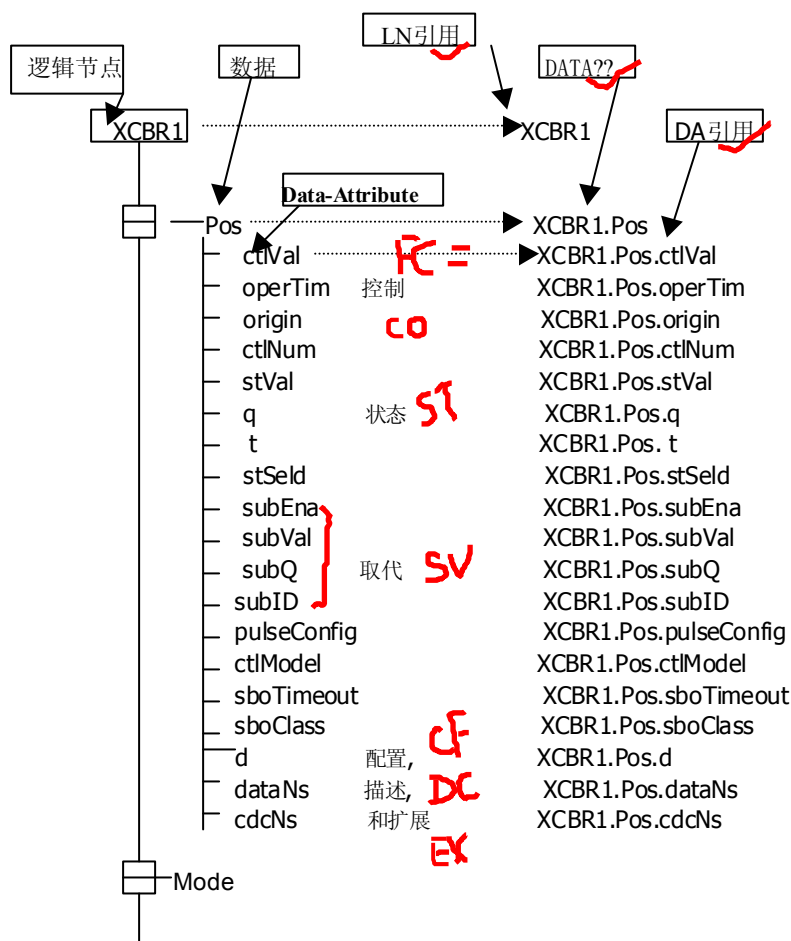 LN引用
逻辑节点 数据 DATA??
XCBR1 XCBR1 DA引用
Data-Attribute
Pos XCBR1.Pos
ctlVal FC= XCBR1.Pos.ctlVal
operTim 控制 XCBR1.Pos.operTim
origin CO XCBR1.Pos.origin
ctlNum XCBR1.Pos.ctlNum
stVal XCBR1.Pos.stVal
q 状态 ST XCBR1.Pos.q
t XCBR1.Pos. t
stSeld XCBR1.Pos.stSeld
subEna XCBR1.Pos.subEna
subVal XCBR1.Pos.subVal
subQ 取代 SV XCBR1.Pos.subQ
subID XCBR1.Pos.subID
pulseConfig XCBR1.Pos.pulseConfig
ctlModel XCBR1.Pos.ctlModel
sboTimeout XCBR1.Pos.sboTimeout
sboClass CF XCBR1.Pos.sboClass
d 配置, XCBR1.Pos.d
dataNs 描述, DC XCBR1.Pos.dataNs
cdcNs 和扩展 XCBR1.Pos.cdcNs
EX
Mode